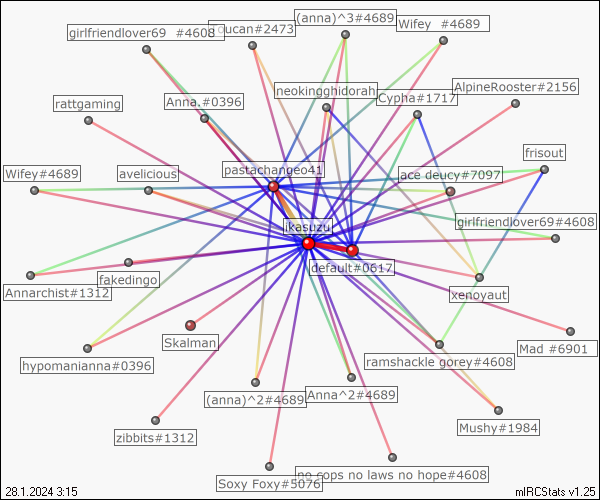 (anna)^3#4689
Wifey  #4689
girlfriendlover69  #4608
Toucan#2473
neokingghidorah
AlpineRooster#2156
Cypha#1717
rattgaming
Anna.#0396
frisout
pastachangeo41
Wifey#4689
avelicious
ace deucy#7097
girlfriendlover69#4608
ikasuzu
default#0617
Annarchist#1312
fakedingo
xenoyaut
Skalman
Mad #6901
hypomanianna#0396
ramshackle gorey#4608
(anna)^2#4689
Anna^2#4689
Mushy#1984
zibbits#1312
no cops no laws no hope#4608
Soxy Foxy#5076
28.1.2024 3:15
mIRCStats v1.25